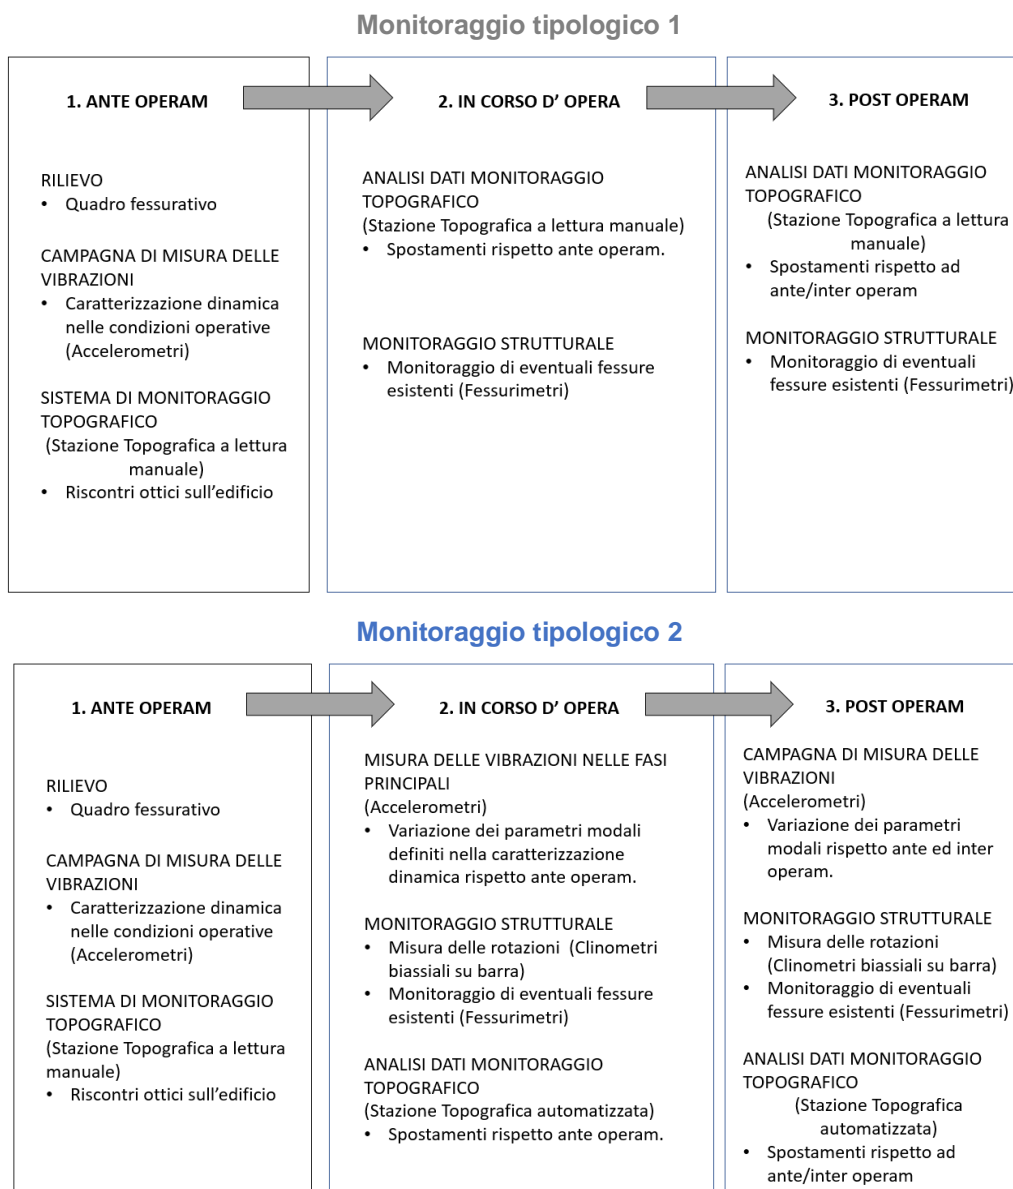 Monitoraggio tipologico 1
1. ANTE OPERAM
RILIEVO
• Quadro fessurativo
CAMPAGNA DI MISURA DELLE
VIBRAZIONI
• Caratterizzazione dinamica
nelle condizioni operative
(Accelerometri)
SISTEMA DI MONITORAGGIO
TOPOGRAFICO
(Stazione Topografica a lettura
manuale)
• Riscontri ottici sull'edificio
2. IN CORSO D' OPERA
ANALISI DATI MONITORAGGIO
TOPOGRAFICO
(Stazione Topografica a lettura manuale)
• Spostamenti rispetto ante operam.
MONITORAGGIO STRUTTURALE
• Monitoraggio di eventuali fessure
esistenti (Fessurimetri)
3. POST OPERAM
ANALISI DATI MONITORAGGIO
TOPOGRAFICO
(Stazione Topografica a lettura
manuale)
• Spostamenti rispetto ad
ante/inter operam
MONITORAGGIO STRUTTURALE
• Monitoraggio di eventuali
fessure esistenti (Fessurimetri)
Monitoraggio tipologico 2
1. ANTE OPERAM
RILIEVO
• Quadro fessurativo
CAMPAGNA DI MISURA DELLE
VIBRAZIONI
• Caratterizzazione dinamica
nelle condizioni operative
(Accelerometri)
SISTEMA DI MONITORAGGIO
TOPOGRAFICO
(Stazione Topografica a lettura
manuale)
• Riscontri ottici sull'edificio
2. IN CORSO D' OPERA
MISURA DELLE VIBRAZIONI NELLE FASI
PRINCIPALI
(Accelerometri)
• Variazione dei parametri modali
definiti nella caratterizzazione
dinamica rispetto ante operam.
MONITORAGGIO STRUTTURALE
• Misura delle rotazioni (Clinometri
biassiali su barra)
• Monitoraggio di eventuali fessure
esistenti (Fessurimetri)
ANALISI DATI MONITORAGGIO
TOPOGRAFICO
(Stazione Topografica automatizzata)
• Spostamenti rispetto ante operam.
3. POST OPERAM
CAMPAGNA DI MISURA DELLE
VIBRAZIONI
(Accelerometri)
• Variazione dei parametri
modali rispetto ante ed inter
operam.
MONITORAGGIO STRUTTURALE
• Misura delle rotazioni
(Clinometri biassiali su barra)
• Monitoraggio di eventuali
fessure esistenti (Fessurimetri)
ANALISI DATI MONITORAGGIO
TOPOGRAFICO
(Stazione Topografica
automatizzata)
• Spostamenti rispetto ad
ante/inter operam